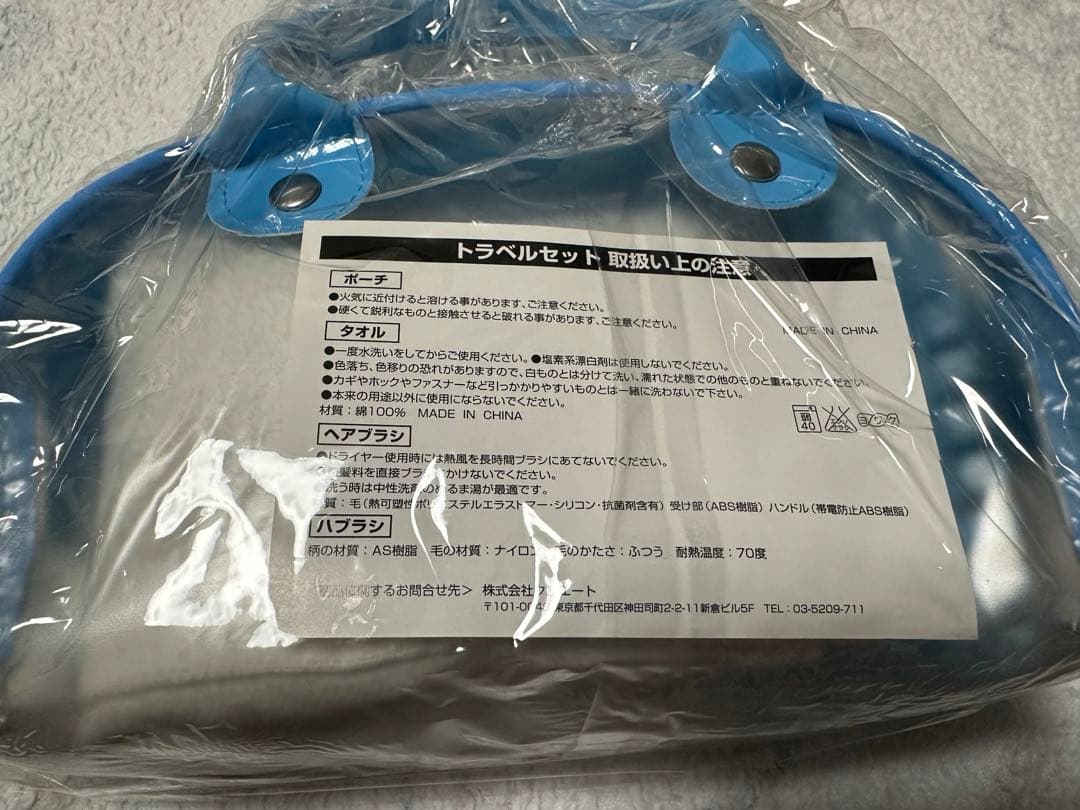 トラベルセット 取扱い上の注意
ポーチ
●火気に近付けると溶ける事があります、ご注意ください。
●硬くて鋭利なものと接触させると破れる事があります、ご注意ください。
MADE IN CHINA
タオル
●一度水洗いをしてからご使用ください。●塩素系漂白剤は使用しないでください。
●色落ち、色移りの恐れがありますので、白ものとは分けて洗い、濡れた状態での他のものと重ねないでください。
●カギやホックやファスナーなど引っかかりやすいものとは一緒に洗わないで下さい。
●本来の用途以外に使用にならないでください。
材質：綿100% MADE IN CHINA
弱 40
ヘアブラシ
●ドライヤー使用時には熱風を長時間ブラシにあてないでください。
髪料を直接ブラシ かけないでください。
洗う時は中性洗剤 ぬるま湯が最適です。
質：毛（熱可塑性ポリエステルエラストマー・シリコン・抗菌剤含有）受け部（ABS樹脂）ハンドル（帯電防止ABS樹脂）
ハブラシ
柄の材質：AS樹脂 毛の材質：ナイロン 毛のかたさ：ふつう 耐熱温度：70度
に関するお問合せ先＞ 株式会社 エート
東京都千代田区神田司町2-2-11新倉ビル5F TEL：03-5209-711